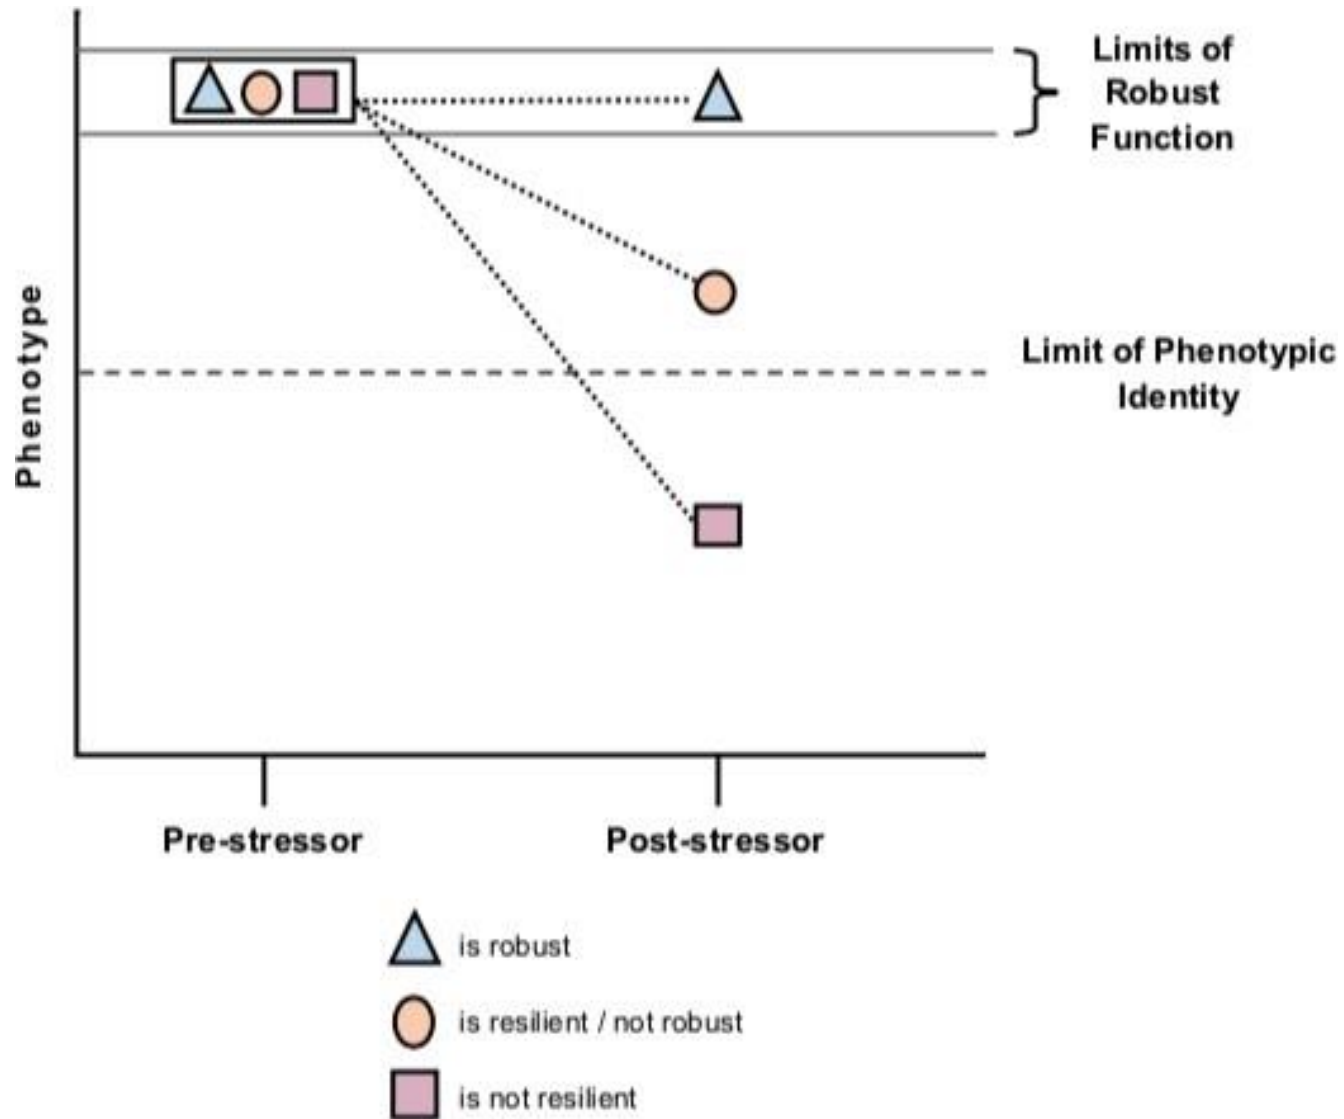 Limits of
Robust
Function
Phenotype
Limit of Phenotypic
Identity
Pre-stressor
Post-stressor
is robust
is resilient / not robust
is not resilient